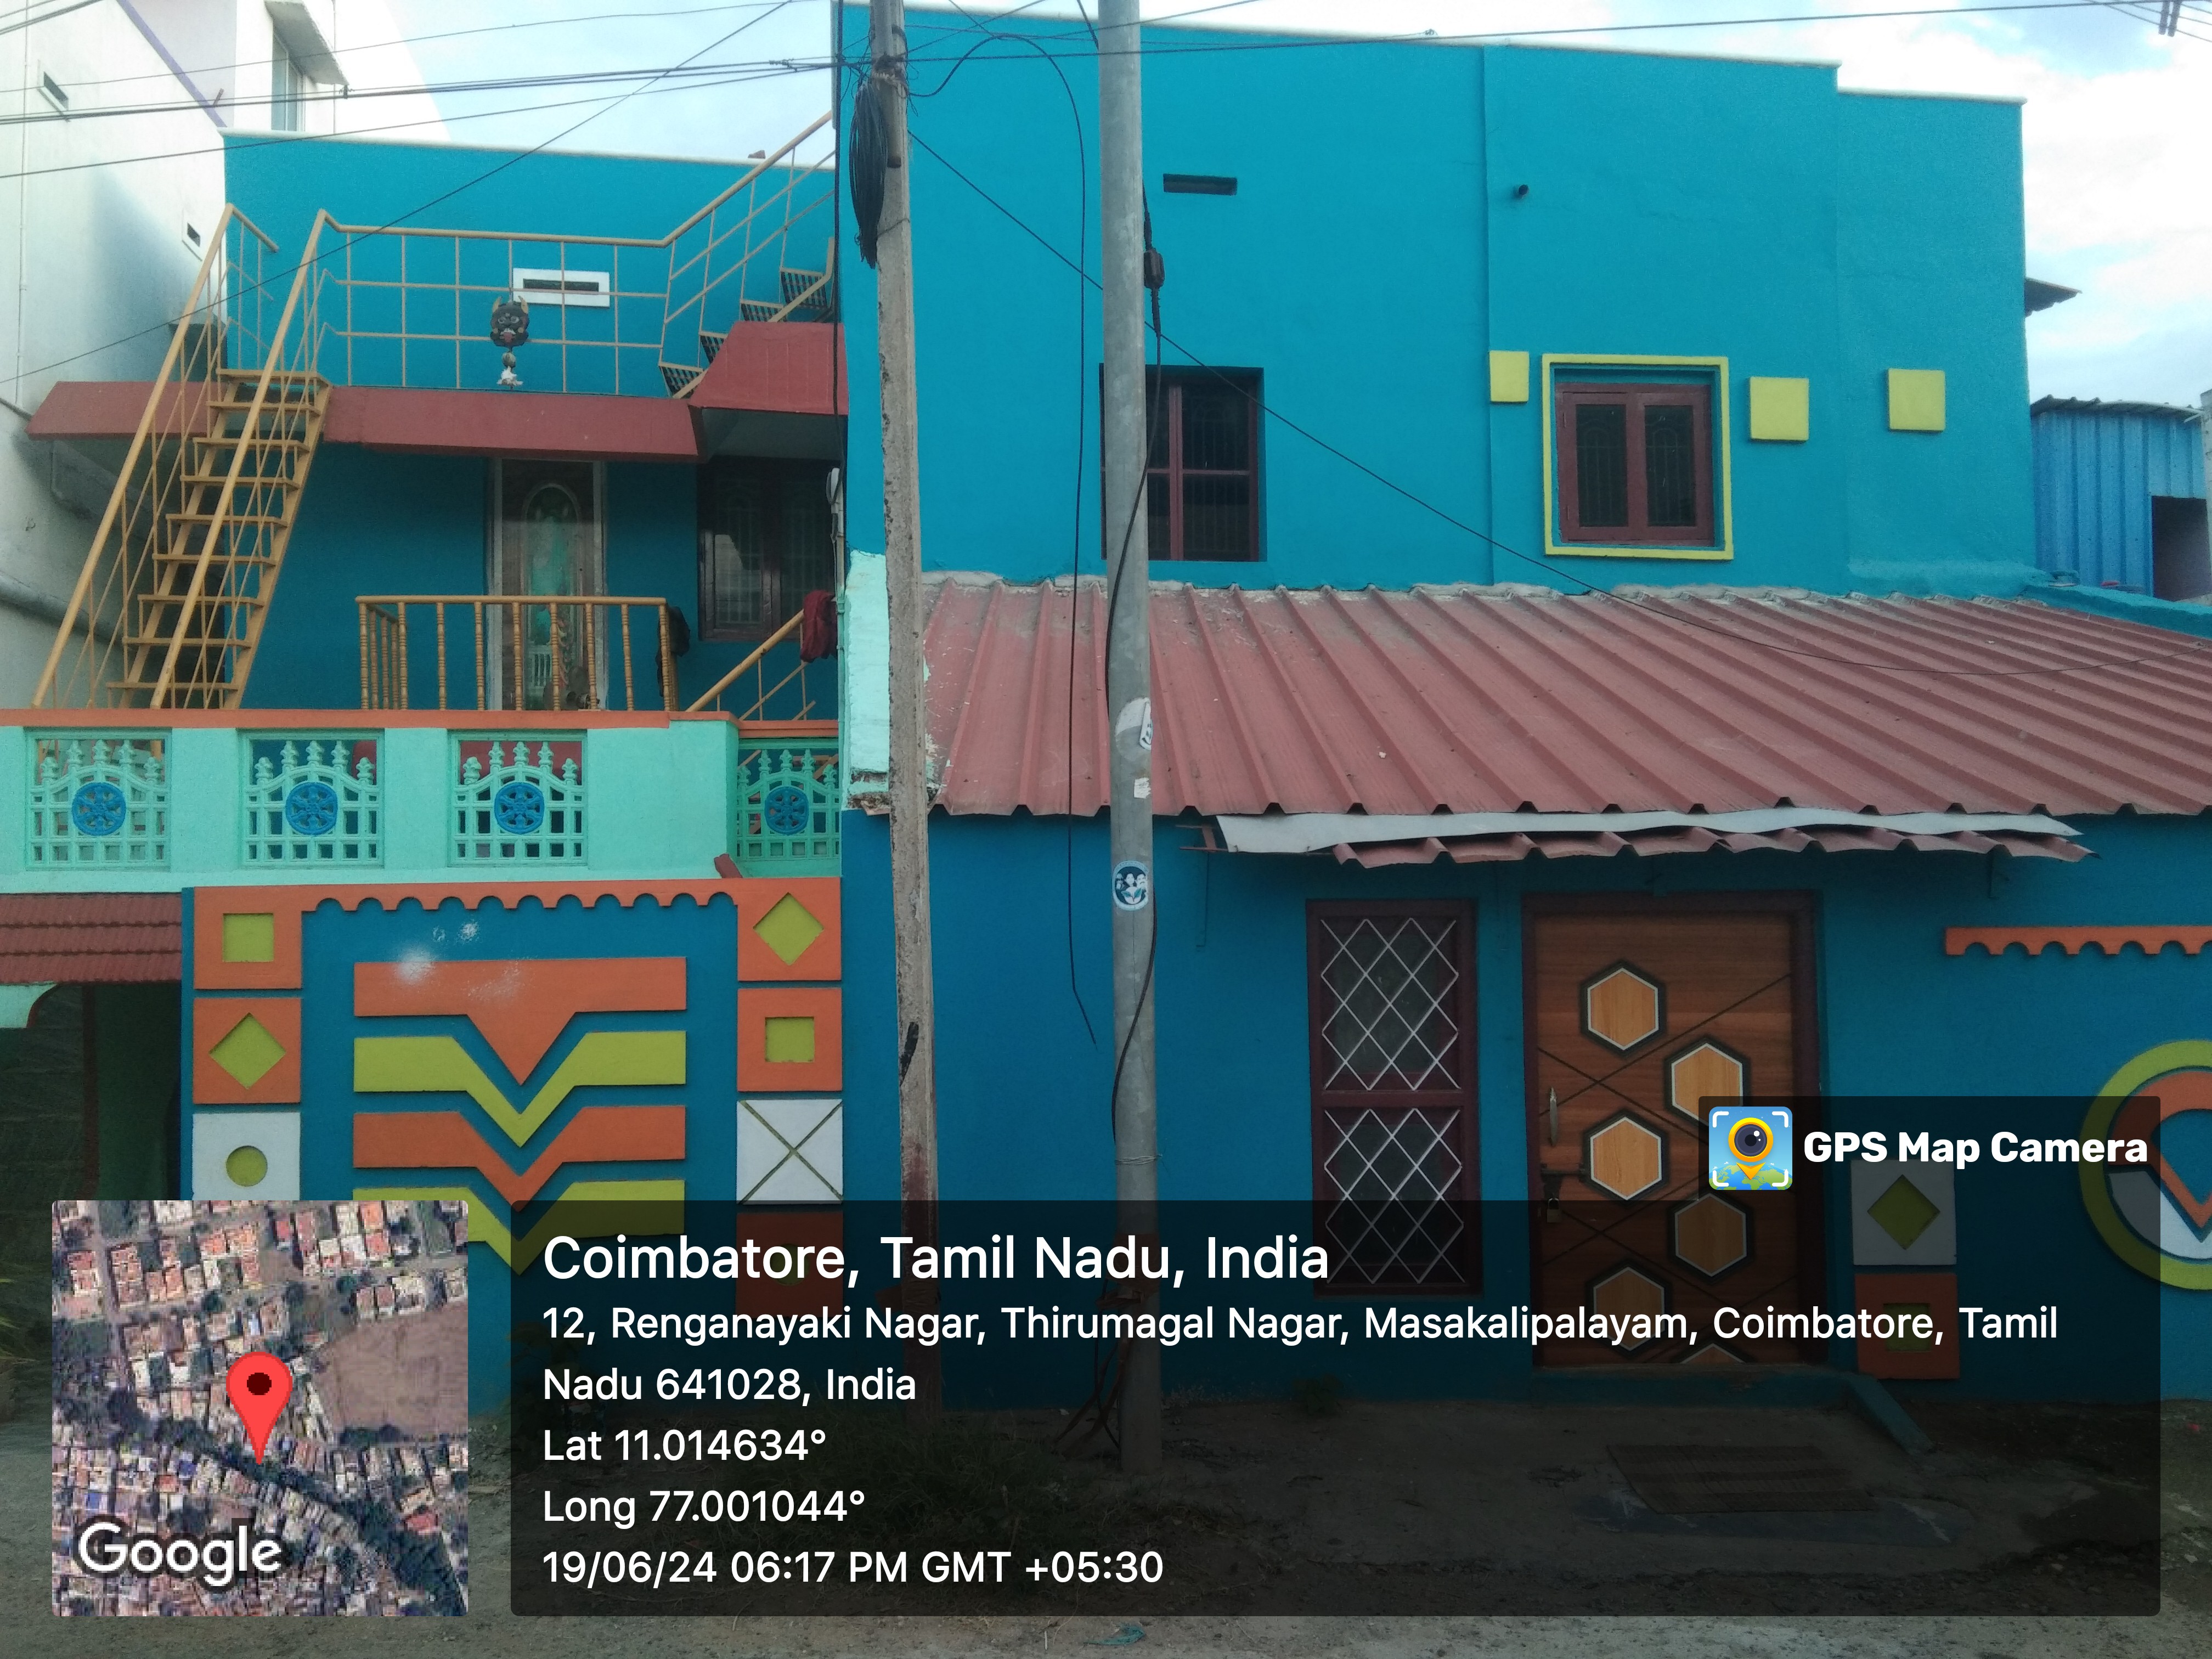 GPS Map Camera
Coimbatore, Tamil Nadu, India
12, Renganayaki Nagar, Thirumagal Nagar, Masakalipalayam, Coimbatore, Tamil
Nadu 641028, India
Lat 11.014634°
Long 77.001044°
19/06/24 06:17 PM GMT +05:30
Google